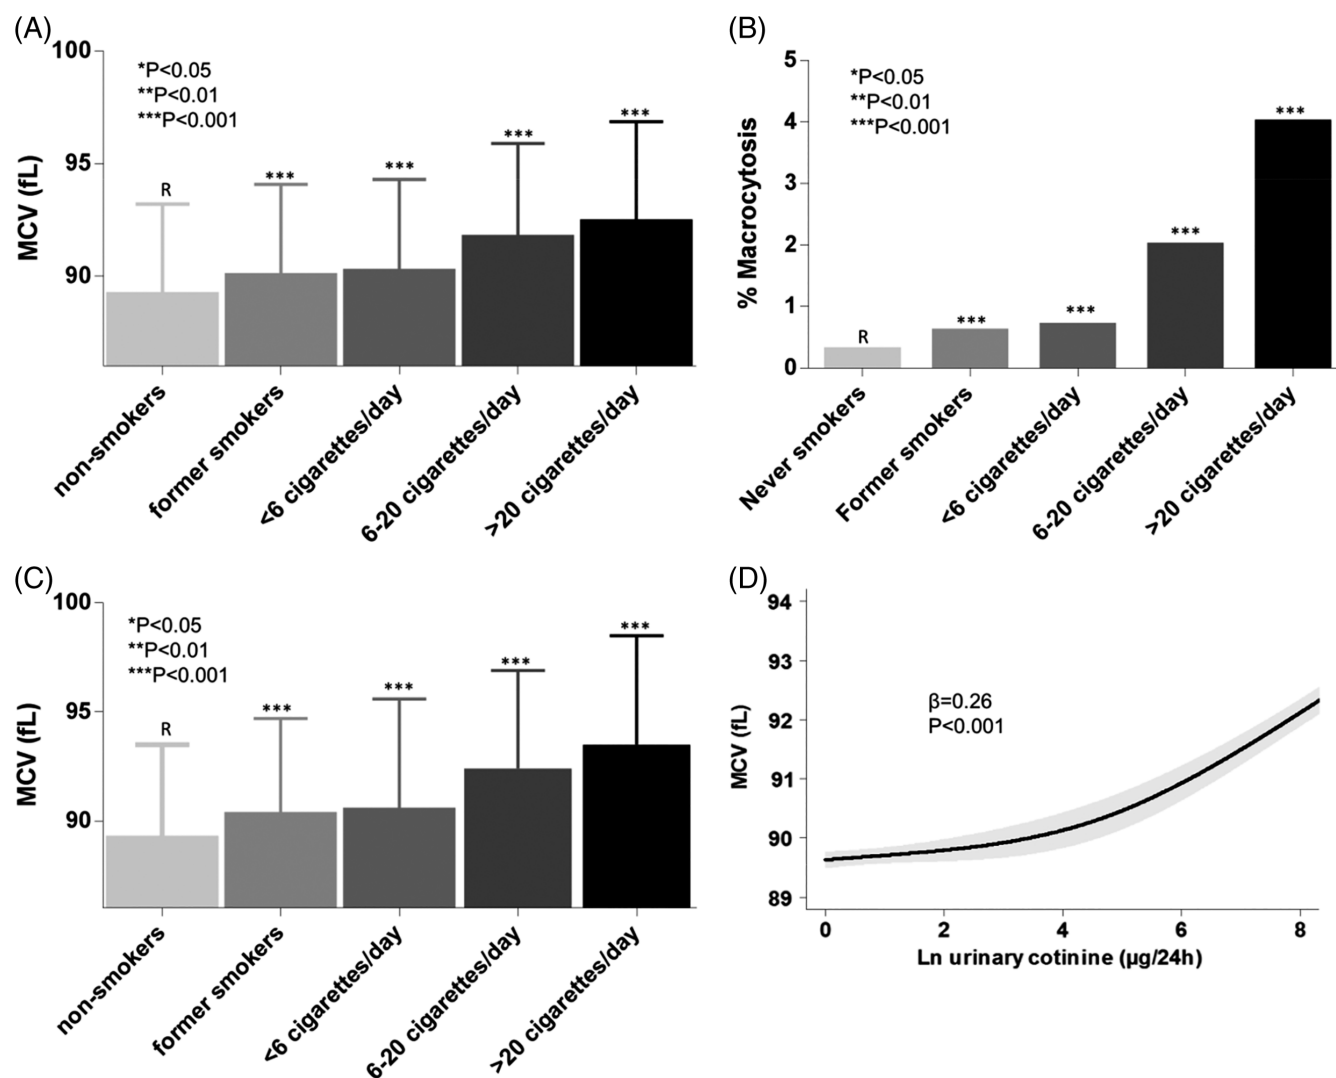 (A)
100
95
90
MCV (fL)
*P<0.05
**P<0.01
***P<0.001
R
***
***
***
***
non-smokers
former smokers
<6 cigarettes/day
6-20 cigarettes/day
>20 cigarettes/day
(B)
5
4
3
2
1
0
% Macrocytosis
*P<0.05
**P<0.01
***P<0.001
R
***
***
***
***
Never smokers
Former smokers
<6 cigarettes/day
6-20 cigarettes/day
>20 cigarettes/day
(C)
100
95
90
MCV (fL)
*P<0.05
**P<0.01
***P<0.001
R
***
***
***
***
non-smokers
former smokers
<6 cigarettes/day
6-20 cigarettes/day
>20 cigarettes/day
(D)
94
93
92
91
90
89
MCV (fL)
β=0.26
P<0.001
0 2 4 6 8
Ln urinary cotinine (µg/24h)